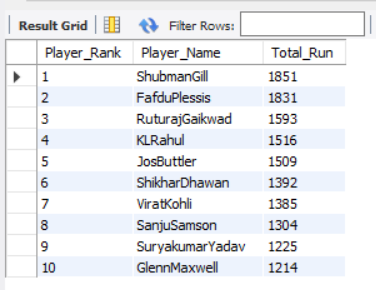 Result Grid Filter Rows:
Player_Rank Player_Name Total_Run
1 ShubmanGill 1851
2 FafduPlessis 1831
3 RuturajGaikwad 1593
4 KLRahul 1516
5 JosButtler 1509
6 ShikharDhawan 1392
7 ViratKohli 1385
8 SanjuSamson 1304
9 SuryakumarYadav 1225
10 GlennMaxwell 1214